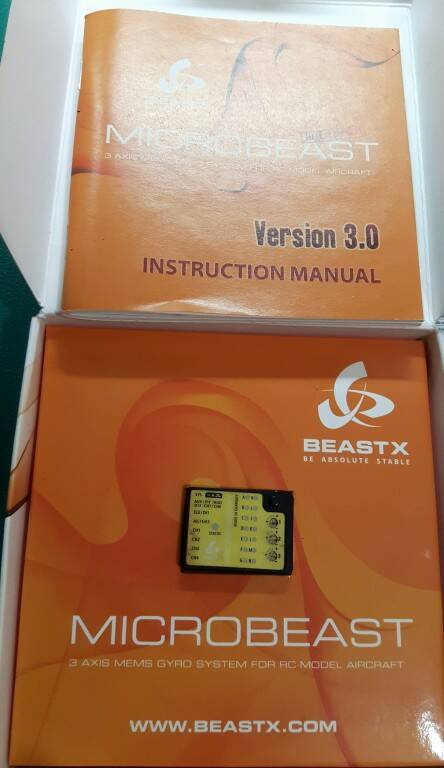 MICROBEAST
3 AXIS MEMS GYRO SYSTEM FOR RC-MODEL AIRCRAFT
Version 3.0
INSTRUCTION MANUAL
BEASTX
BE ABSOLUTE STABLE
MICROBEAST
3 AXIS MEMS GYRO SYSTEM FOR RC-MODEL AIRCRAFT
WWW.BEASTX.COM